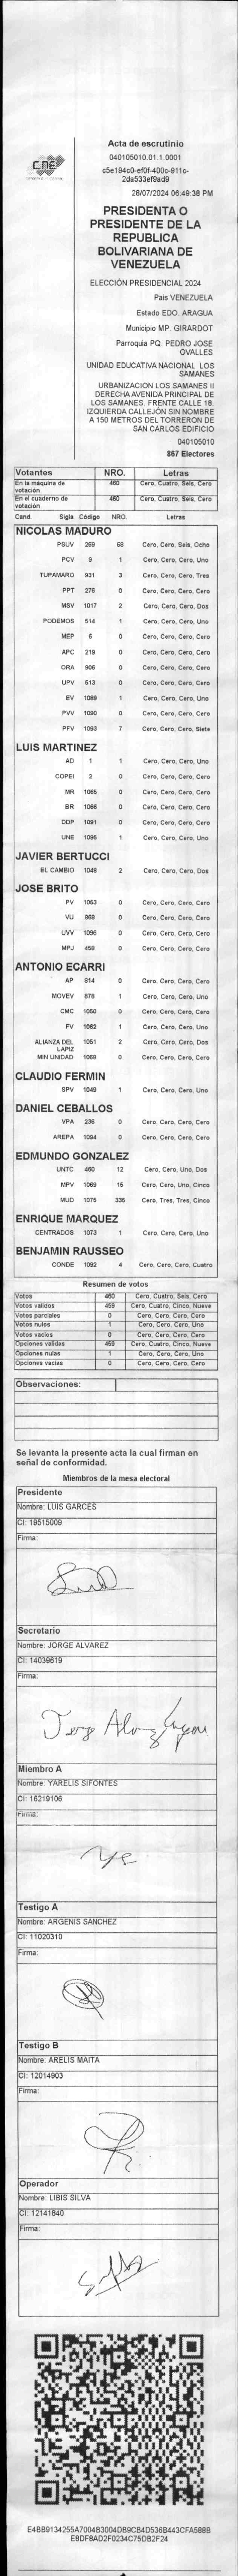 CNE
Acta de escrutinio
040105010.01.1.0001
c5e194c0-ef0f-400c-911c-
2da533ef9ad9
28/07/2024 06:49:38 PM
PRESIDENTA O
PRESIDENTE DE LA
REPUBLICA
BOLIVARIANA DE
VENEZUELA
ELECCIÓN PRESIDENCIAL 2024
Pais VENEZUELA
Estado EDO. ARAGUA
Municipio MP. GIRARDOT
Parroquia PQ. PEDRO JOSE
OVALLES
UNIDAD EDUCATIVA NACIONAL LOS
SAMANES
URBANIZACION LOS SAMANES II
DERECHA AVENIDA PRINCIPAL DE
LOS SAMANES. FRENTE CALLE 18.
IZQUIERDA CALLEJÓN SIN NOMBRE
A 150 METROS DEL TORRERON DE
SAN CARLOS EDIFICIO
040105010
867 Electores
Votantes NRO. Letras
En la máquina de votación 460 Cero, Cuatro, Seis, Cero
En el cuaderno de votación 460 Cero, Cuatro, Seis, Cero
Cand. Sigla Código NRO. Letras
NICOLAS MADURO
PSUV 269 68 Cero, Cero, Seis, Ocho
PCV 9 1 Cero, Cero, Cero, Uno
TUPAMARO 931 3 Cero, Cero, Cero, Tres
PPT 276 0 Cero, Cero, Cero, Cero
MSV 1017 2 Cero, Cero, Cero, Dos
PODEMOS 514 1 Cero, Cero, Cero, Uno
MEP 6 0 Cero, Cero, Cero, Cero
APC 219 0 Cero, Cero, Cero, Cero
ORA 906 0 Cero, Cero, Cero, Cero
UPV 513 0 Cero, Cero, Cero, Cero
EV 1089 1 Cero, Cero, Cero, Uno
PVV 1090 0 Cero, Cero, Cero, Cero
PFV 1093 7 Cero, Cero, Cero, Siete
LUIS MARTINEZ
AD 1 1 Cero, Cero, Cero, Uno
COPEI 2 0 Cero, Cero, Cero, Cero
MR 1066 0 Cero, Cero, Cero, Cero
BR 1068 0 Cero, Cero, Cero, Cero
DDP 1091 0 Cero, Cero, Cero, Cero
UNE 1095 1 Cero, Cero, Cero, Uno
JAVIER BERTUCCI
EL CAMBIO 1048 2 Cero, Cero, Cero, Dos
JOSE BRITO
PV 1053 0 Cero, Cero, Cero, Cero
VU 868 0 Cero, Cero, Cero, Cero
UVV 1096 0 Cero, Cero, Cero, Cero
MPJ 458 0 Cero, Cero, Cero, Cero
ANTONIO ECARRI
AP 814 0 Cero, Cero, Cero, Cero
MOVEV 878 1 Cero, Cero, Cero, Uno
CMC 1050 0 Cero, Cero, Cero, Cero
FV 1062 1 Cero, Cero, Cero, Uno
ALIANZA DEL LAPIZ 1051 2 Cero, Cero, Cero, Dos
MIN UNIDAD 1069 0 Cero, Cero, Cero, Cero
CLAUDIO FERMIN
SPV 1049 1 Cero, Cero, Cero, Uno
DANIEL CEBALLOS
VPA 236 0 Cero, Cero, Cero, Cero
AREPA 1094 0 Cero, Cero, Cero, Cero
EDMUNDO GONZALEZ
UNTC 460 12 Cero, Cero, Uno, Dos
MPV 1069 15 Cero, Cero, Uno, Cinco
MUD 1075 335 Cero, Tres, Tres, Cinco
ENRIQUE MARQUEZ
CENTRADOS 1073 1 Cero, Cero, Cero, Uno
BENJAMIN RAUSSEO
CONDE 1092 4 Cero, Cero, Cero, Cuatro
Resumen de votos
Votos 460 Cero, Cuatro, Seis, Cero
Votos validos 459 Cero, Cuatro, Cinco, Nueve
Votos parciales 0 Cero, Cero, Cero, Cero
Votos nulos 1 Cero, Cero, Cero, Uno
Votos vacios 0 Cero, Cero, Cero, Cero
Opciones validas 459 Cero, Cuatro, Cinco, Nueve
Opciones nulas 1 Cero, Cero, Cero, Uno
Opciones vacias 0 Cero, Cero, Cero, Cero
Observaciones:
Se levanta la presente acta la cual firman en
señal de conformidad.
Miembros de la mesa electoral
Presidente
Nombre: LUIS GARCES
CI: 19515009
Firma:
Secretario
Nombre: JORGE ALVAREZ
CI: 14039619
Firma:
Miembro A
Nombre: YARELIS SIFONTES
CI: 16219106
Firma:
Testigo A
Nombre: ARGENIS SANCHEZ
CI: 11020310
Firma:
Testigo B
Nombre: ARELIS MAITA
CI: 12014903
Firma:
Operador
Nombre: LIBIS SILVA
CI: 12141840
Firma:
E4BB9134255A7004B3004DB9CB4D536B443CFA588B
EBDF8AD2F0234C75DB2F24